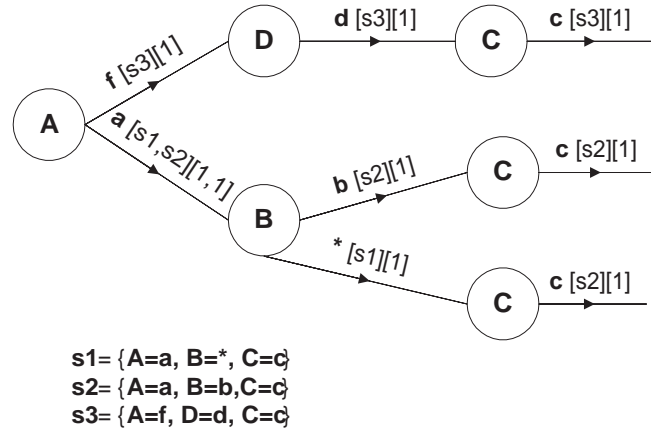 f [s3][1]
D
d [s3][1]
C
c [s3][1]
A
a [s1,s2][1,1]
B
b [s2][1]
C
c [s2][1]
* [s1][1]
C
c [s2][1]
s1= {A=a, B=*, C=c}
s2= {A=a, B=b,C=c}
s3= {A=f, D=d, C=c}